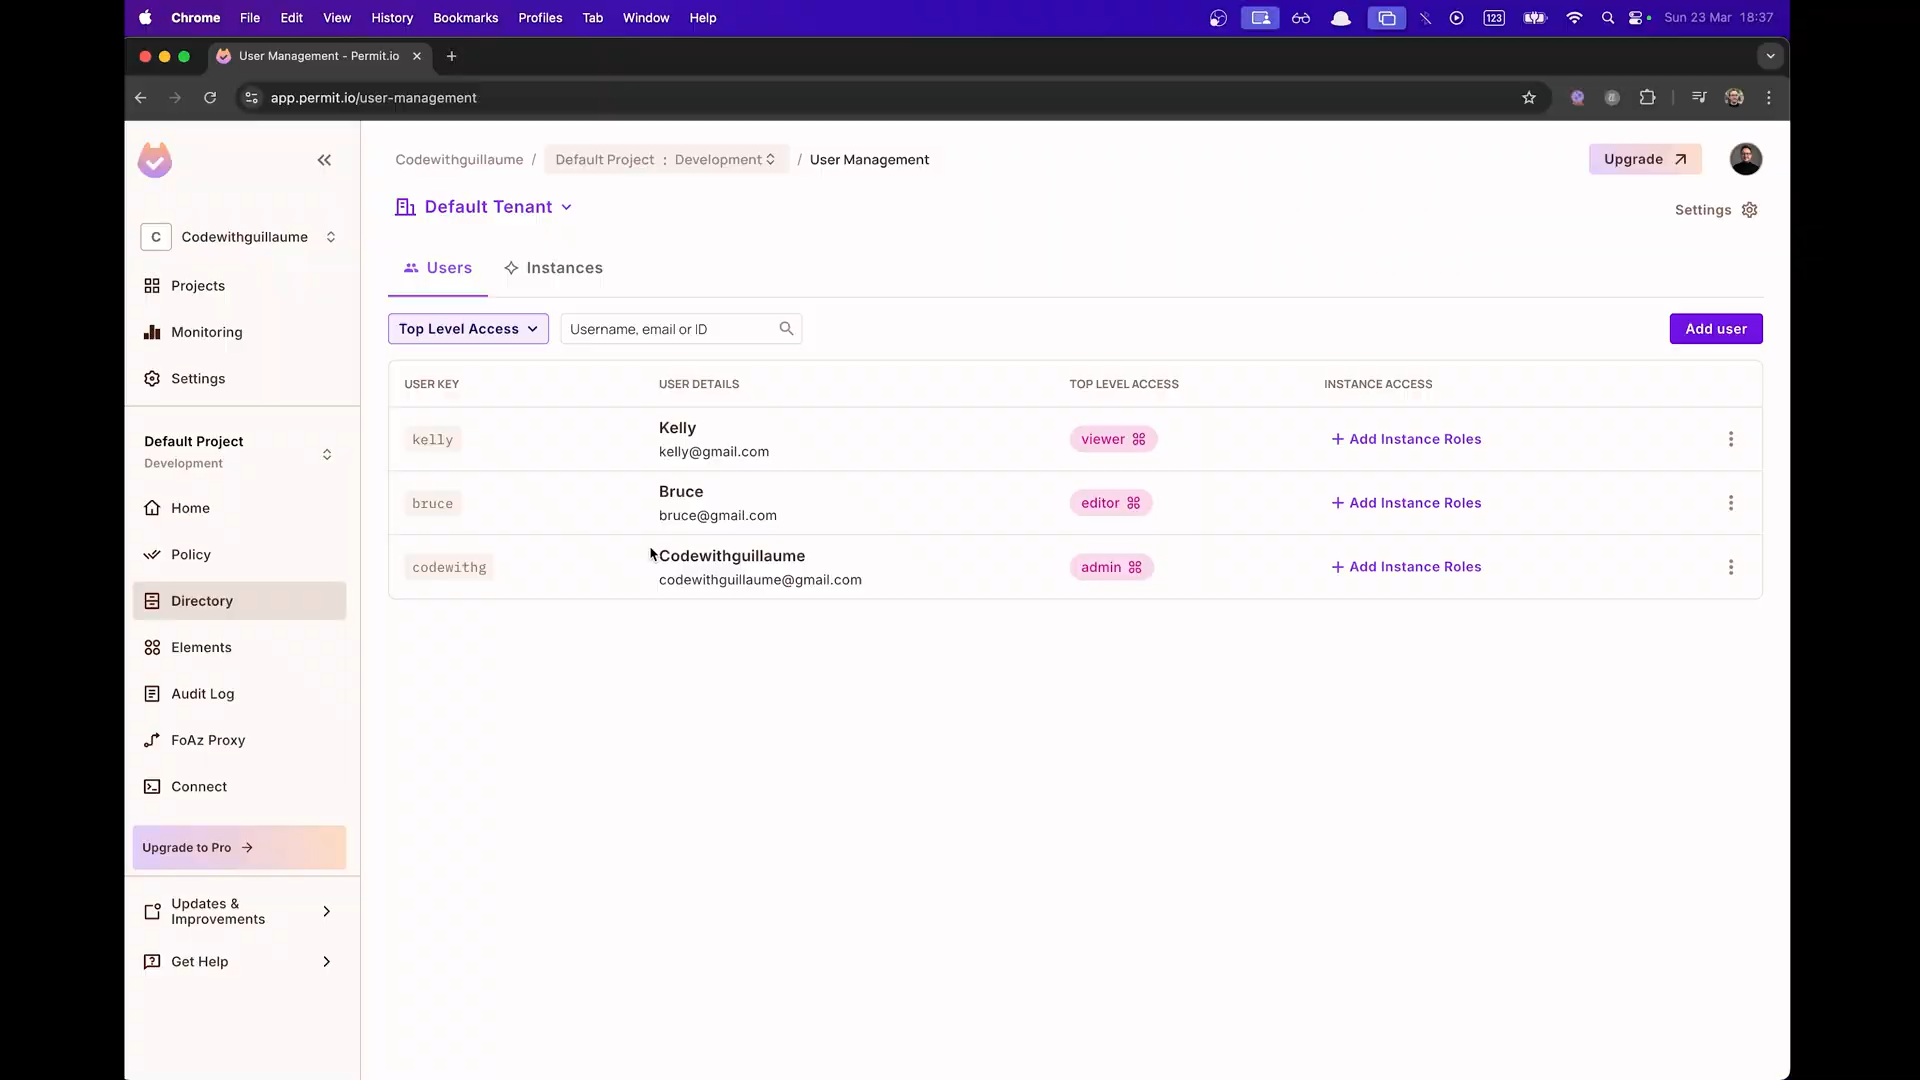 Chrome File Edit View History Bookmarks Profiles Tab Window Help 123 Sun 23 Mar 18:37
User Management - Permit.io
app.permit.io/user-management
Codewithguillaume / Default Project : Development / User Management
Upgrade
Default Tenant
Settings
C Codewithguillaume
Projects
Monitoring
Settings
Default Project
Development
Home
Policy
Directory
Elements
Audit Log
FoAz Proxy
Connect
Upgrade to Pro
Updates &
Improvements
Get Help
Users Instances
Top Level Access Username, email or ID Add user
USER KEY USER DETAILS TOP LEVEL ACCESS INSTANCE ACCESS
kelly Kelly viewer + Add Instance Roles
kelly@gmail.com
bruce Bruce editor + Add Instance Roles
bruce@gmail.com
codewithg Codewithguillaume admin + Add Instance Roles
codewithguillaume@gmail.com